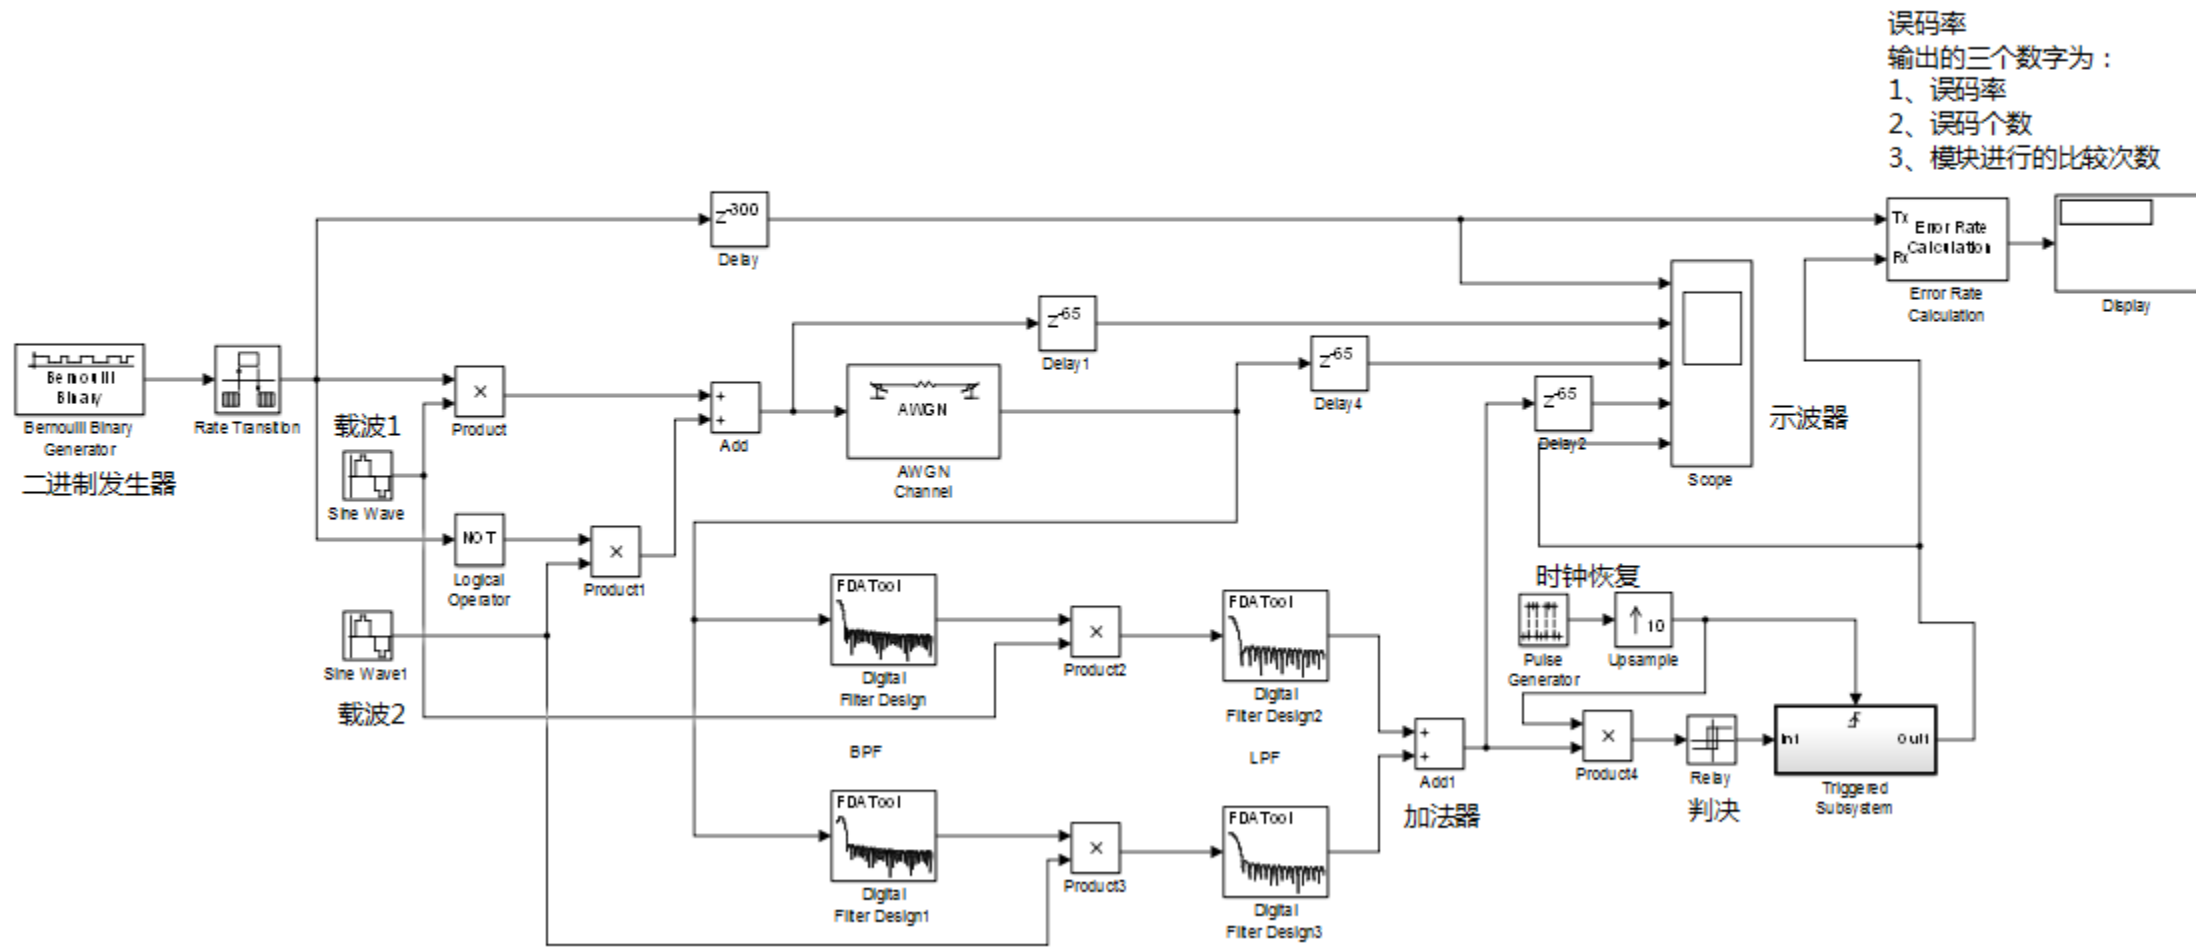 误码率
输出的三个数字为：
1、误码率
2、误码个数
3、模块进行的比较次数
Z-300
Delay
Tx
Rx
Error Rate
Calculation
Error Rate
Calculation
Display
Z-65
Delay1
Z-65
Delay4
Z-65
Delay2
示波器
Scope
Bernoulli
Binary
Bernoulli Binary
Generator
二进制发生器
Rate Transition
载波1
Sine Wave
×
Product
+
+
Add
AWGN
AWGN
Channel
NOT
Logical
Operator
×
Product1
Sine Wave1
载波2
FDATool
Digital
Filter Design
×
Product2
FDATool
Digital
Filter Design2
BPF
LPF
FDATool
Digital
Filter Design1
×
Product3
FDATool
Digital
Filter Design3
+
+
Add1
加法器
时钟恢复
Pulse
Generator
10
Upsample
×
Product4
Relay
判决
In1
Out1
Triggered
Subsystem